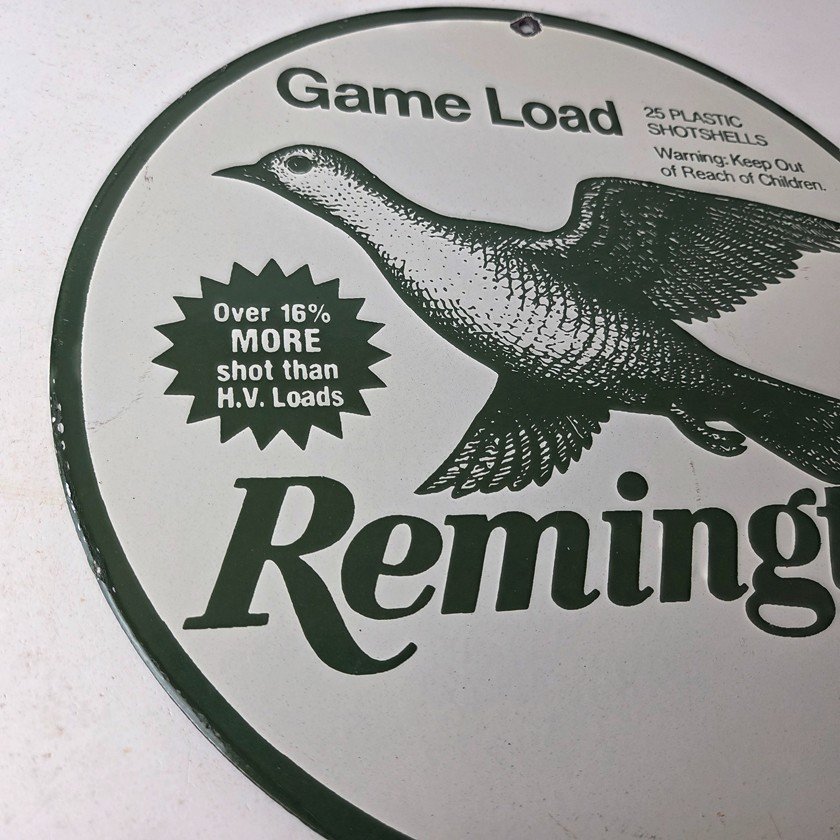 Game Load
25 PLASTIC
SHOTSHELLS
Warning: Keep Out
of Reach of Children.
Over 16%
MORE
shot than
H.V. Loads
Remingt